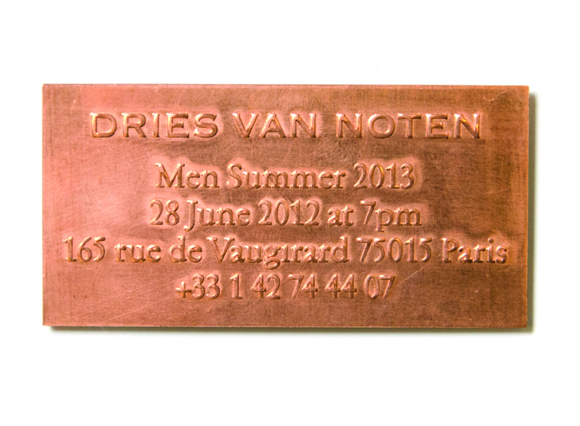 DRIES VAN NOTEN
Men Summer 2013
28 June 2012 at 7pm
165 rue de Vaugirard 75015 Paris
+33 1 42 74 44 07